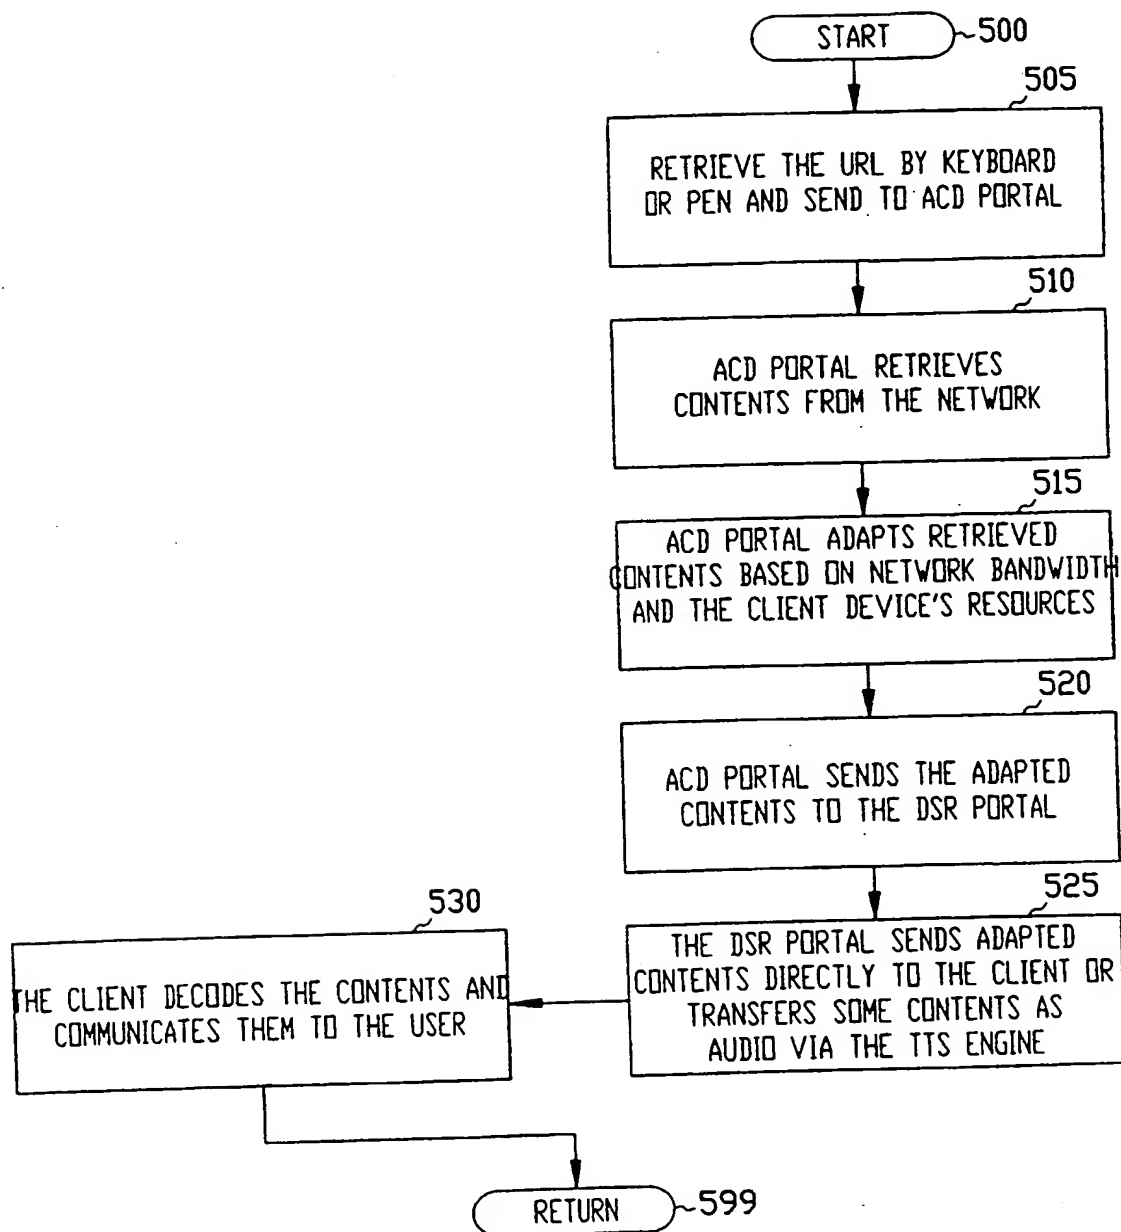 START
500
505
RETRIEVE THE URL BY KEYBOARD
OR PEN AND SEND TO ACD PORTAL
510
ACD PORTAL RETRIEVES
CONTENTS FROM THE NETWORK
515
ACD PORTAL ADAPTS RETRIEVED
CONTENTS BASED ON NETWORK BANDWIDTH
AND THE CLIENT DEVICE'S RESOURCES
520
ACD PORTAL SENDS THE ADAPTED
CONTENTS TO THE DSR PORTAL
525
THE DSR PORTAL SENDS ADAPTED
CONTENTS DIRECTLY TO THE CLIENT OR
TRANSFERS SOME CONTENTS AS
AUDIO VIA THE TTS ENGINE
530
THE CLIENT DECODES THE CONTENTS AND
COMMUNICATES THEM TO THE USER
RETURN
599